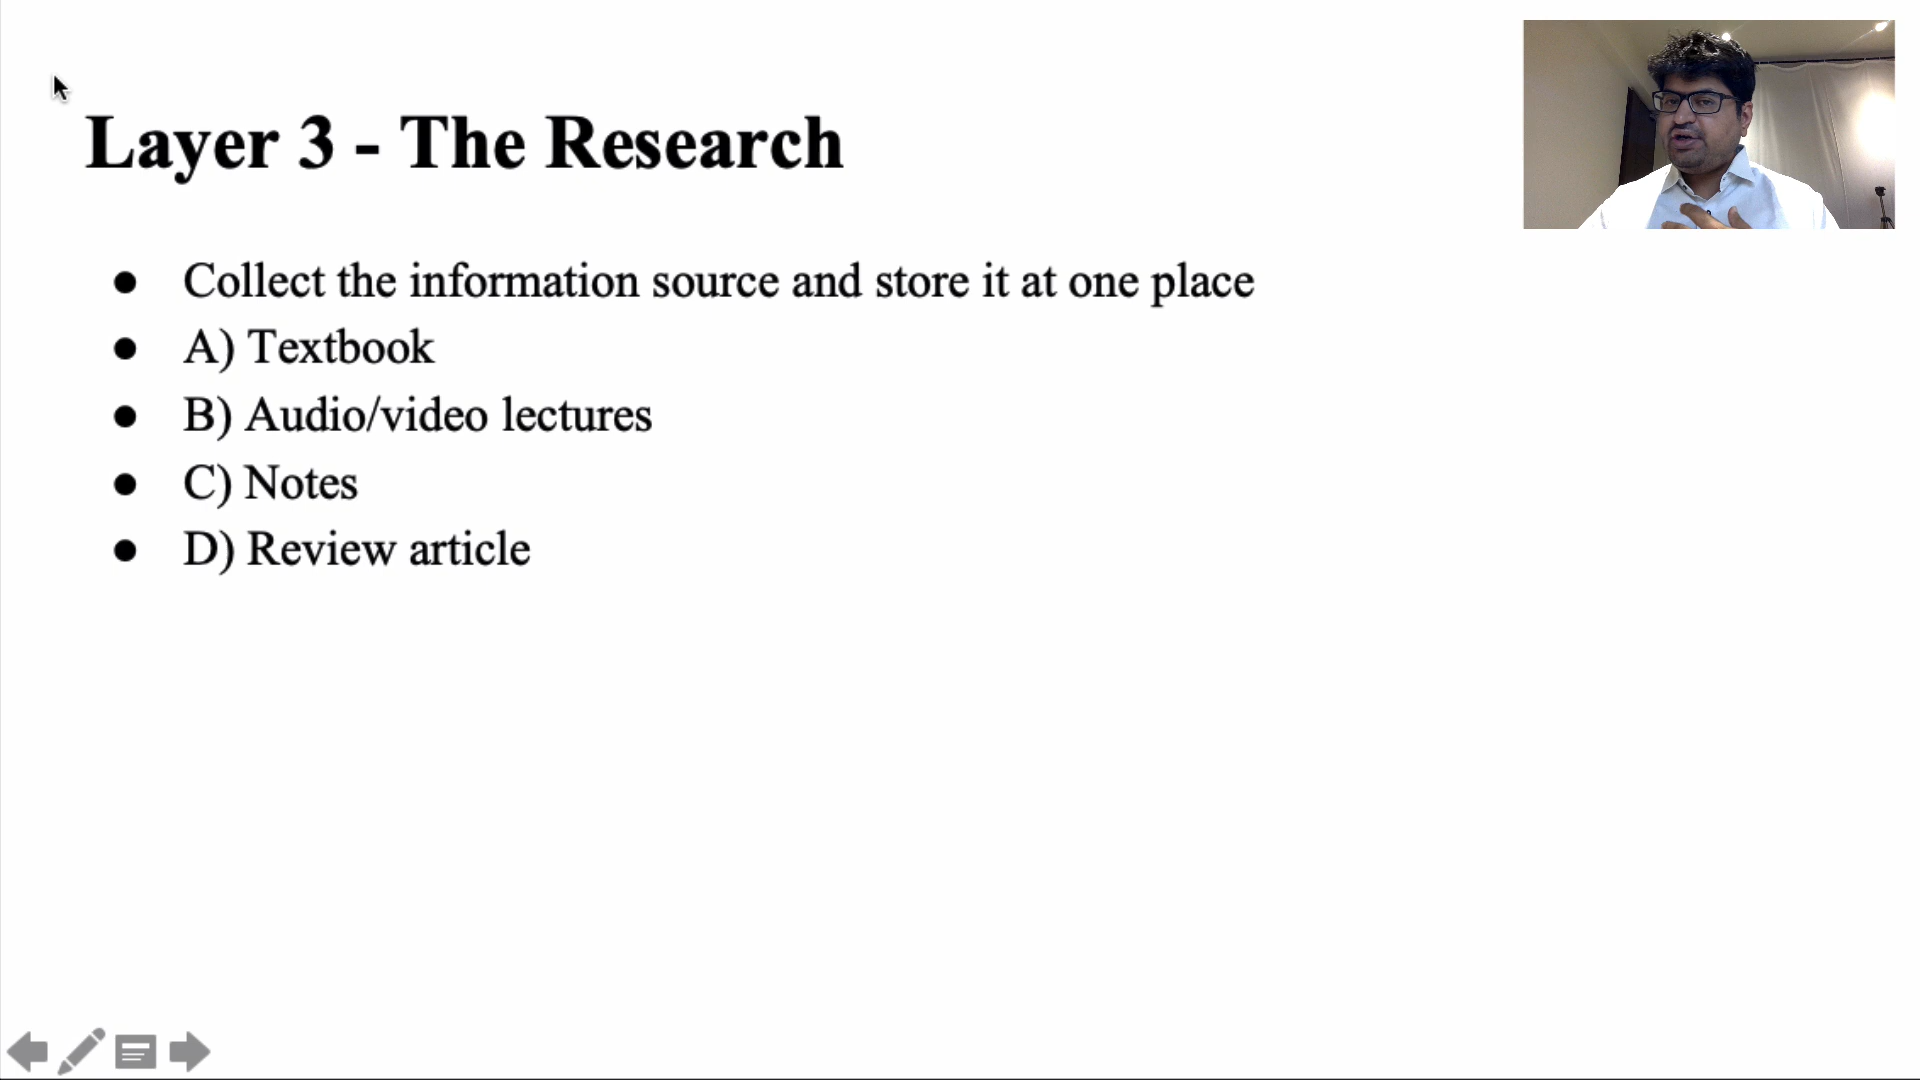 Layer 3 - The Research
● Collect the information source and store it at one place
● A) Textbook
● B) Audio/video lectures
● C) Notes
● D) Review article